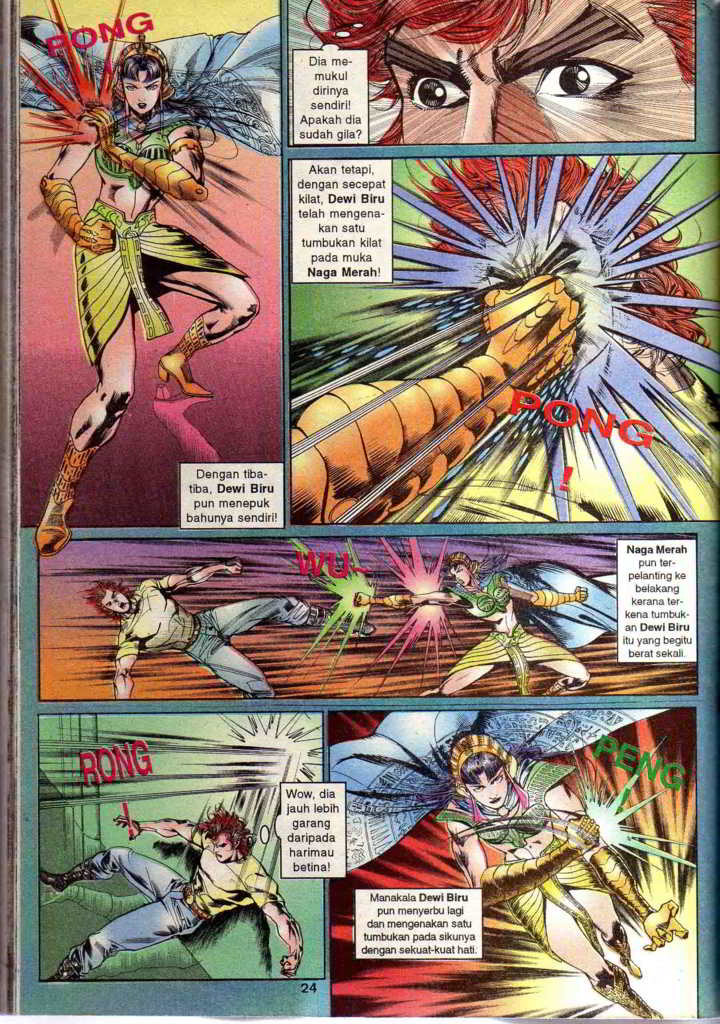 PONG
!
Dengan tiba-
tiba, Dewi Biru
pun menepuk
bahunya sendiri!
Dia me-
mukul
dirinya
sendiri!
Apakah dia
sudah gila?
Akan tetapi,
dengan secepat
kilat, Dewi Biru
telah mengena-
kan satu
tumbukan kilat
pada muka
Naga Merah!
PONG
!
WU~
Naga Merah
pun ter-
pelanting ke
belakang
kerana ter-
kena tumbuk-
an Dewi Biru
itu yang begitu
berat sekali.
RONG
!
Wow, dia
jauh lebih
garang
daripada
harimau
betina!
PENG
!
Manakala Dewi Biru
pun menyerbu lagi
dan mengenakan satu
tumbukan pada sikunya
dengan sekuat-kuat hati.
24